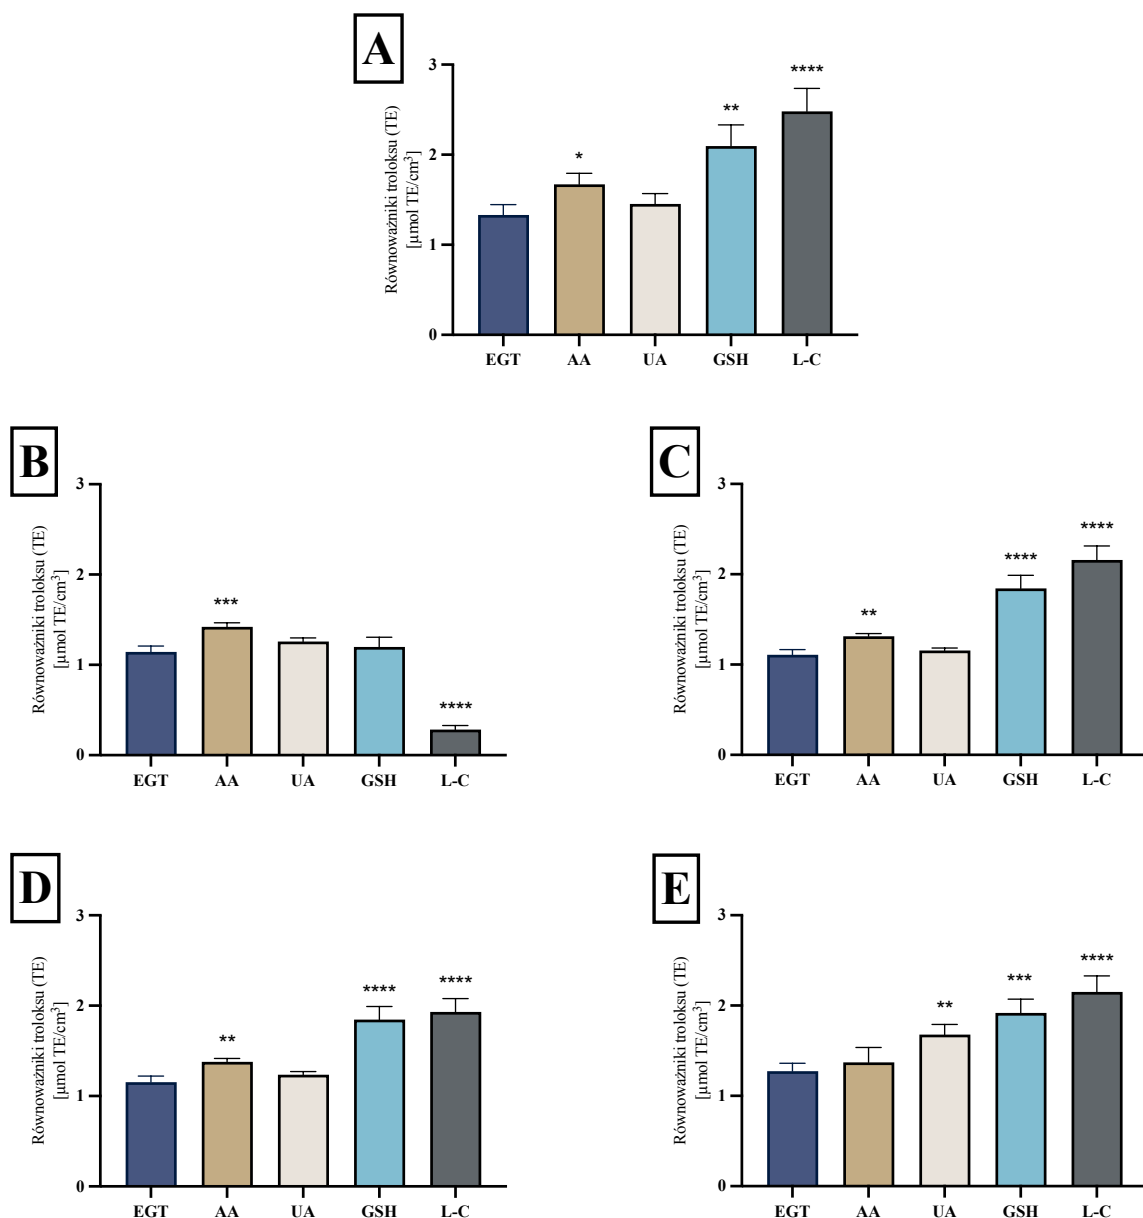 A
Równoważniki troloksu (TE)
[µmol TE/cm³]
3
2
1
0
*
**
****
EGT AA UA GSH L-C
B
Równoważniki troloksu (TE)
[µmol TE/cm³]
3
2
1
0
***
****
EGT AA UA GSH L-C
C
Równoważniki troloksu (TE)
[µmol TE/cm³]
3
2
1
0
**
****
****
EGT AA UA GSH L-C
D
Równoważniki troloksu (TE)
[µmol TE/cm³]
3
2
1
0
**
****
****
EGT AA UA GSH L-C
E
Równoważniki troloksu (TE)
[µmol TE/cm³]
3
2
1
0
**
***
****
EGT AA UA GSH L-C